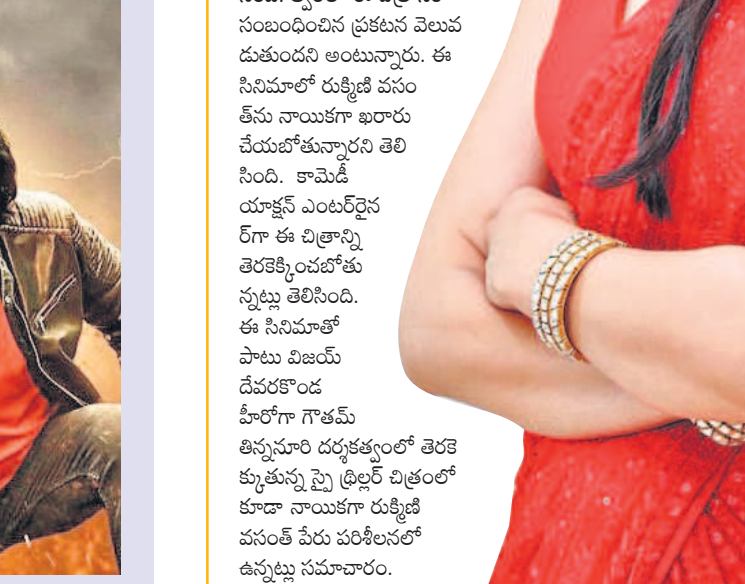 సంబంధించిన ప్రకటన వెలువ
డుతుందని అంటున్నారు. ఈ
సినిమాలో రుక్మిణి వసం
త్‌ను నాయికగా ఖరారు
చేయబోతున్నారని తెలి
సింది. కామెడీ
యాక్షన్ ఎంటర్‌రైన
ర్‌గా ఈ చిత్రాన్ని
తెరకెక్కించబోతు
న్నట్లు తెలిసింది.
ఈ సినిమాతో
పాటు విజయ్
దేవరకొండ
హీరోగా గౌతమ్
తిన్ననూరి దర్శకత్వంలో తెరకె
క్కుతున్న స్పై థ్రిల్లర్ చిత్రంలో
కూడా నాయికగా రుక్మిణి
వసంత్ పేరు పరిశీలనలో
ఉన్నట్లు సమాచారం.